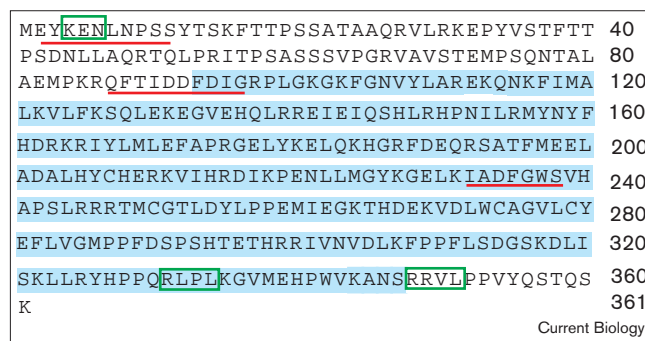 MEYKENLNPSSYTSKFTTPSSATAAQRVLRKEPYVSTFTT 40
PSDNLLAQRTQLPRITPSASSSVPGRVAVSTEMPSQNTAL 80
AEMPKRQFTIDDFDIGRPLGKGKFGNVYLAREKQNKFIMA 120
LKVLFKSQLEKEGVEHQLRREIEIQSHLRHPNILRMYNYF 160
HDRKRIYLMLEFAPRGELYKELQKHGRFDEQRSATFMEEL 200
ADALHYCHERKVIHRDIKPENLLMGYKGELKIADFGWSVH 240
APSLRRRTMCGTLDYLPPEMIEGKTHDEKVDLWCAGVLCY 280
EFLVGMPPFDSPSHTETHRRIVNVDLKFPPFLSDGSKDLI 320
SKLLRYHPPQRLPLKGVMEHPWVKANSRRVLPPVYQSTQS 360
K 361
Current Biology